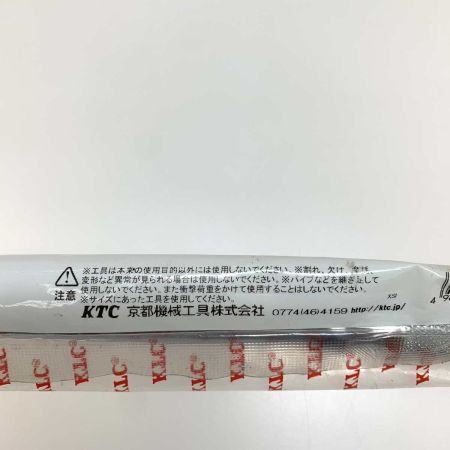 ※工具は本来の使用目的以外には使用しないでください。※割れ、欠け、
変形など異常が見られる場合は使用しないでください。※パイプなどを継ぎ足して
使用しないでください。また衝撃荷重をかけて使用しないでください。
※サイズにあった工具を使用してください。
注意
XSI
KTC 京都機械工具株式会社 0774(46)4159 http://ktc.jp/
4
KTC® KTC® KTC® KTC® KTC® KTC® KTC®